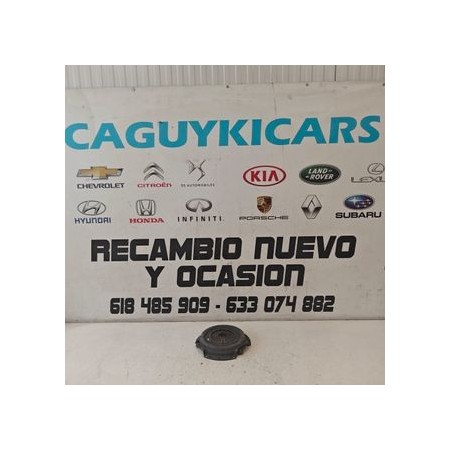 CAGUYKICARS
CHEVROLET CITROËN DS AUTOMOBILES KIA LAND ROVER LEXUS
HYUNDAI HONDA INFINITI PORSCHE RENAULT SUBARU
RECAMBIO NUEVO
Y OCASION
618 485 909 - 633 074 882